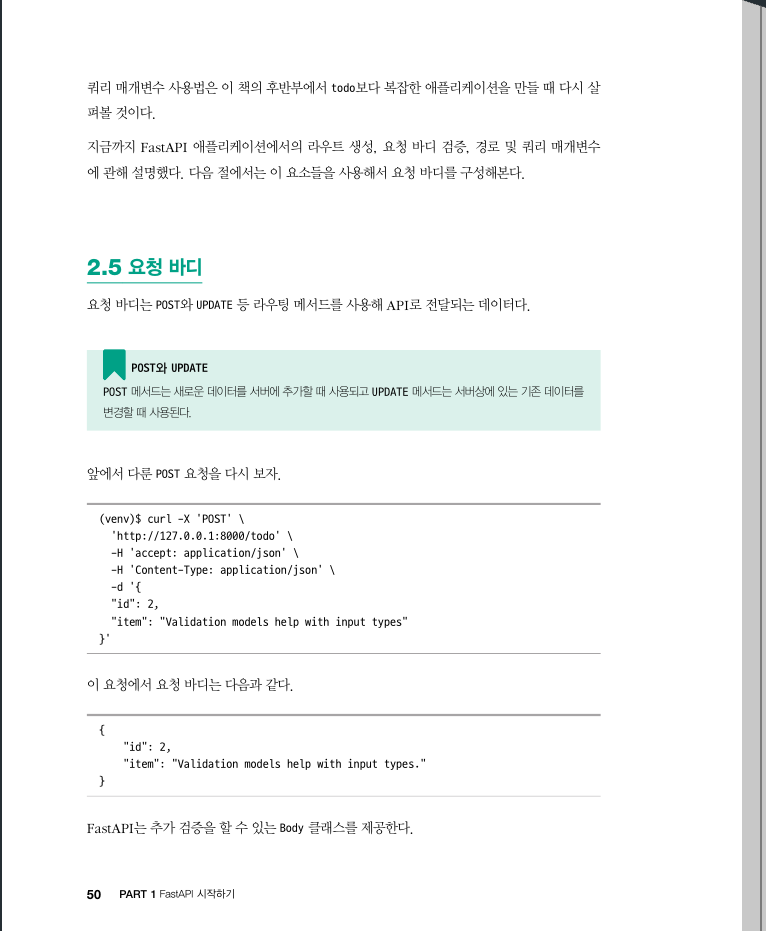 쿼리 매개변수 사용법은 이 책의 후반부에서 todo보다 복잡한 애플리케이션을 만들 때 다시 살
펴볼 것이다.
지금까지 FastAPI 애플리케이션에서의 라우트 생성, 요청 바디 검증, 경로 및 쿼리 매개변수
에 관해 설명했다. 다음 절에서는 이 요소들을 사용해서 요청 바디를 구성해본다.
2.5 요청 바디
요청 바디는 POST와 UPDATE 등 라우팅 메서드를 사용해 API로 전달되는 데이터다.
POST와 UPDATE
POST 메서드는 새로운 데이터를 서버에 추가할 때 사용되고 UPDATE 메서드는 서버상에 있는 기존 데이터를
변경할 때 사용된다.
앞에서 다룬 POST 요청을 다시 보자.
(venv)$ curl -X 'POST' \
  'http://127.0.0.1:8000/todo' \
  -H 'accept: application/json' \
  -H 'Content-Type: application/json' \
  -d '{
  "id": 2,
  "item": "Validation models help with input types"
}'
이 요청에서 요청 바디는 다음과 같다.
{
    "id": 2,
    "item": "Validation models help with input types."
}
FastAPI는 추가 검증을 할 수 있는 Body 클래스를 제공한다.
50 PART 1 FastAPI 시작하기